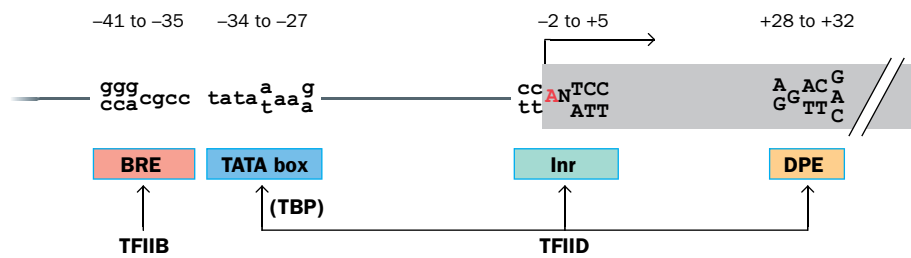 –41 to –35 –34 to –27 –2 to +5 +28 to +32
ggg a g cc TCC A AC G
cgcc tata aa AN G A
cca t a tt ATT G TT C
BRE TATA box Inr DPE
(TBP)
TFIIB TFIID